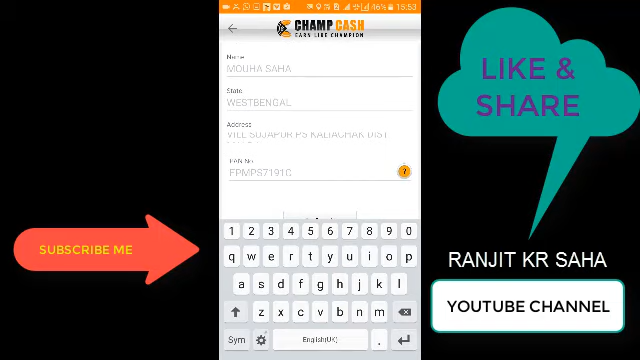 46% 15:53
CHAMP CASH
EARN LIKE CHAMPION
Name
MOUHA SAHA
State
WESTBENGAL
Address
VILL SUJAPUR PS KALIACHAK DIST.
PAN No.
FPMPS7191C
?
1 2 3 4 5 6 7 8 9 0
q w e r t y u i o p
a s d f g h j k l
z x c v b n m
Sym English(UK) .
SUBSCRIBE ME
LIKE &
SHARE
RANJIT KR SAHA
YOUTUBE CHANNEL